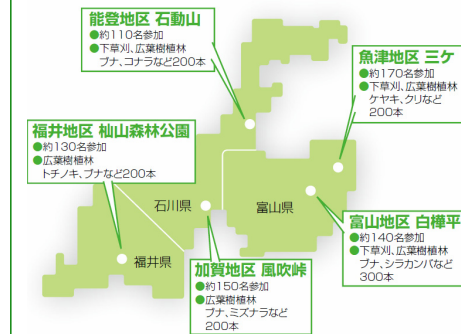 能登地区 石動山
●約110名参加
●下草刈、広葉樹植林
ブナ、コナラなど200本
魚津地区 三ケ
●約170名参加
●下草刈、広葉樹植林
ケヤキ、クリなど
200本
福井地区 杣山森林公園
●約130名参加
●広葉樹植林
トチノキ、ブナなど200本
石川県
富山県
福井県
富山地区 白樺平
●約140名参加
●下草刈、広葉樹植林
ブナ、シラカンバなど
300本
加賀地区 風吹峠
●約150名参加
●広葉樹植林
ブナ、ミズナラなど
200本